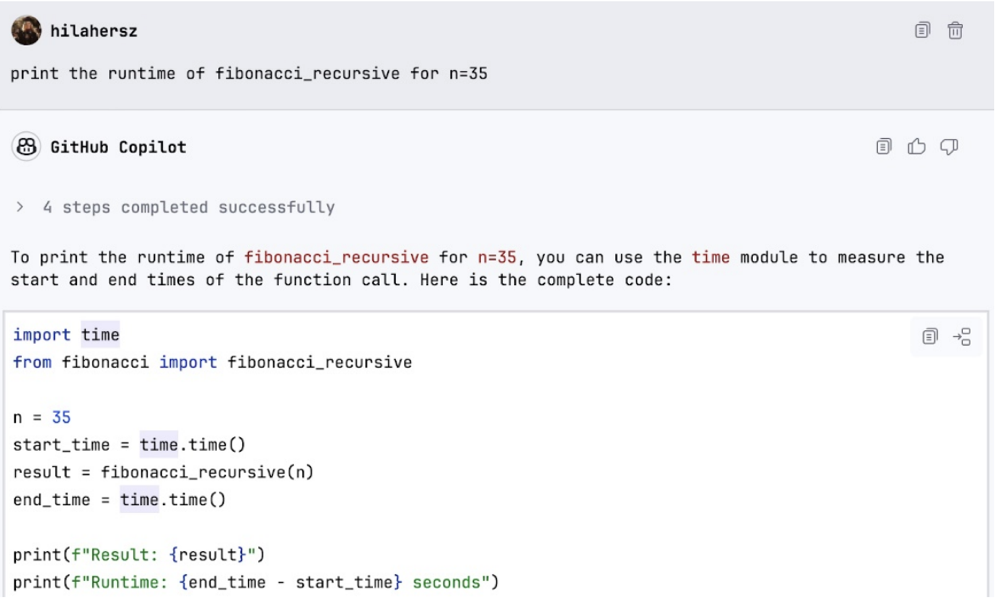 hilahersz
print the runtime of fibonacci_recursive for n=35
GitHub Copilot
> 4 steps completed successfully
To print the runtime of fibonacci_recursive for n=35, you can use the time module to measure the
start and end times of the function call. Here is the complete code:
import time
from fibonacci import fibonacci_recursive
n = 35
start_time = time.time()
result = fibonacci_recursive(n)
end_time = time.time()
print(f"Result: {result}")
print(f"Runtime: {end_time - start_time} seconds")